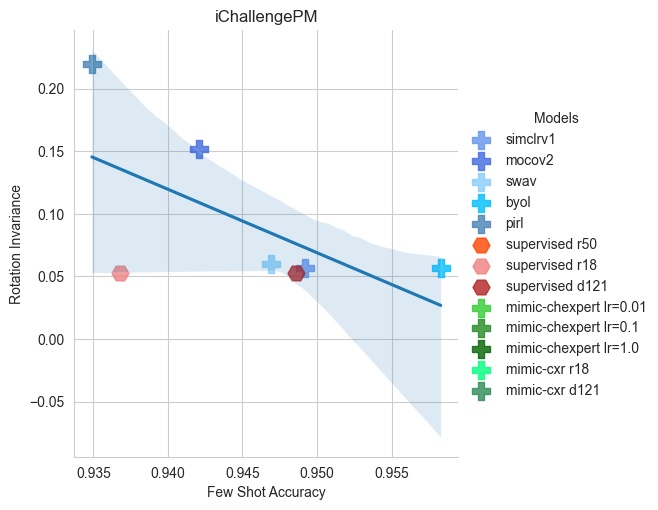 iChallengePM
Rotation Invariance
0.20
0.15
0.10
0.05
0.00
−0.05
0.935
0.940
0.945
0.950
0.955
Few Shot Accuracy
Models
simclrv1
mocov2
swav
byol
pirl
supervised r50
supervised r18
supervised d121
mimic-chexpert lr=0.01
mimic-chexpert lr=0.1
mimic-chexpert lr=1.0
mimic-cxr r18
mimic-cxr d121